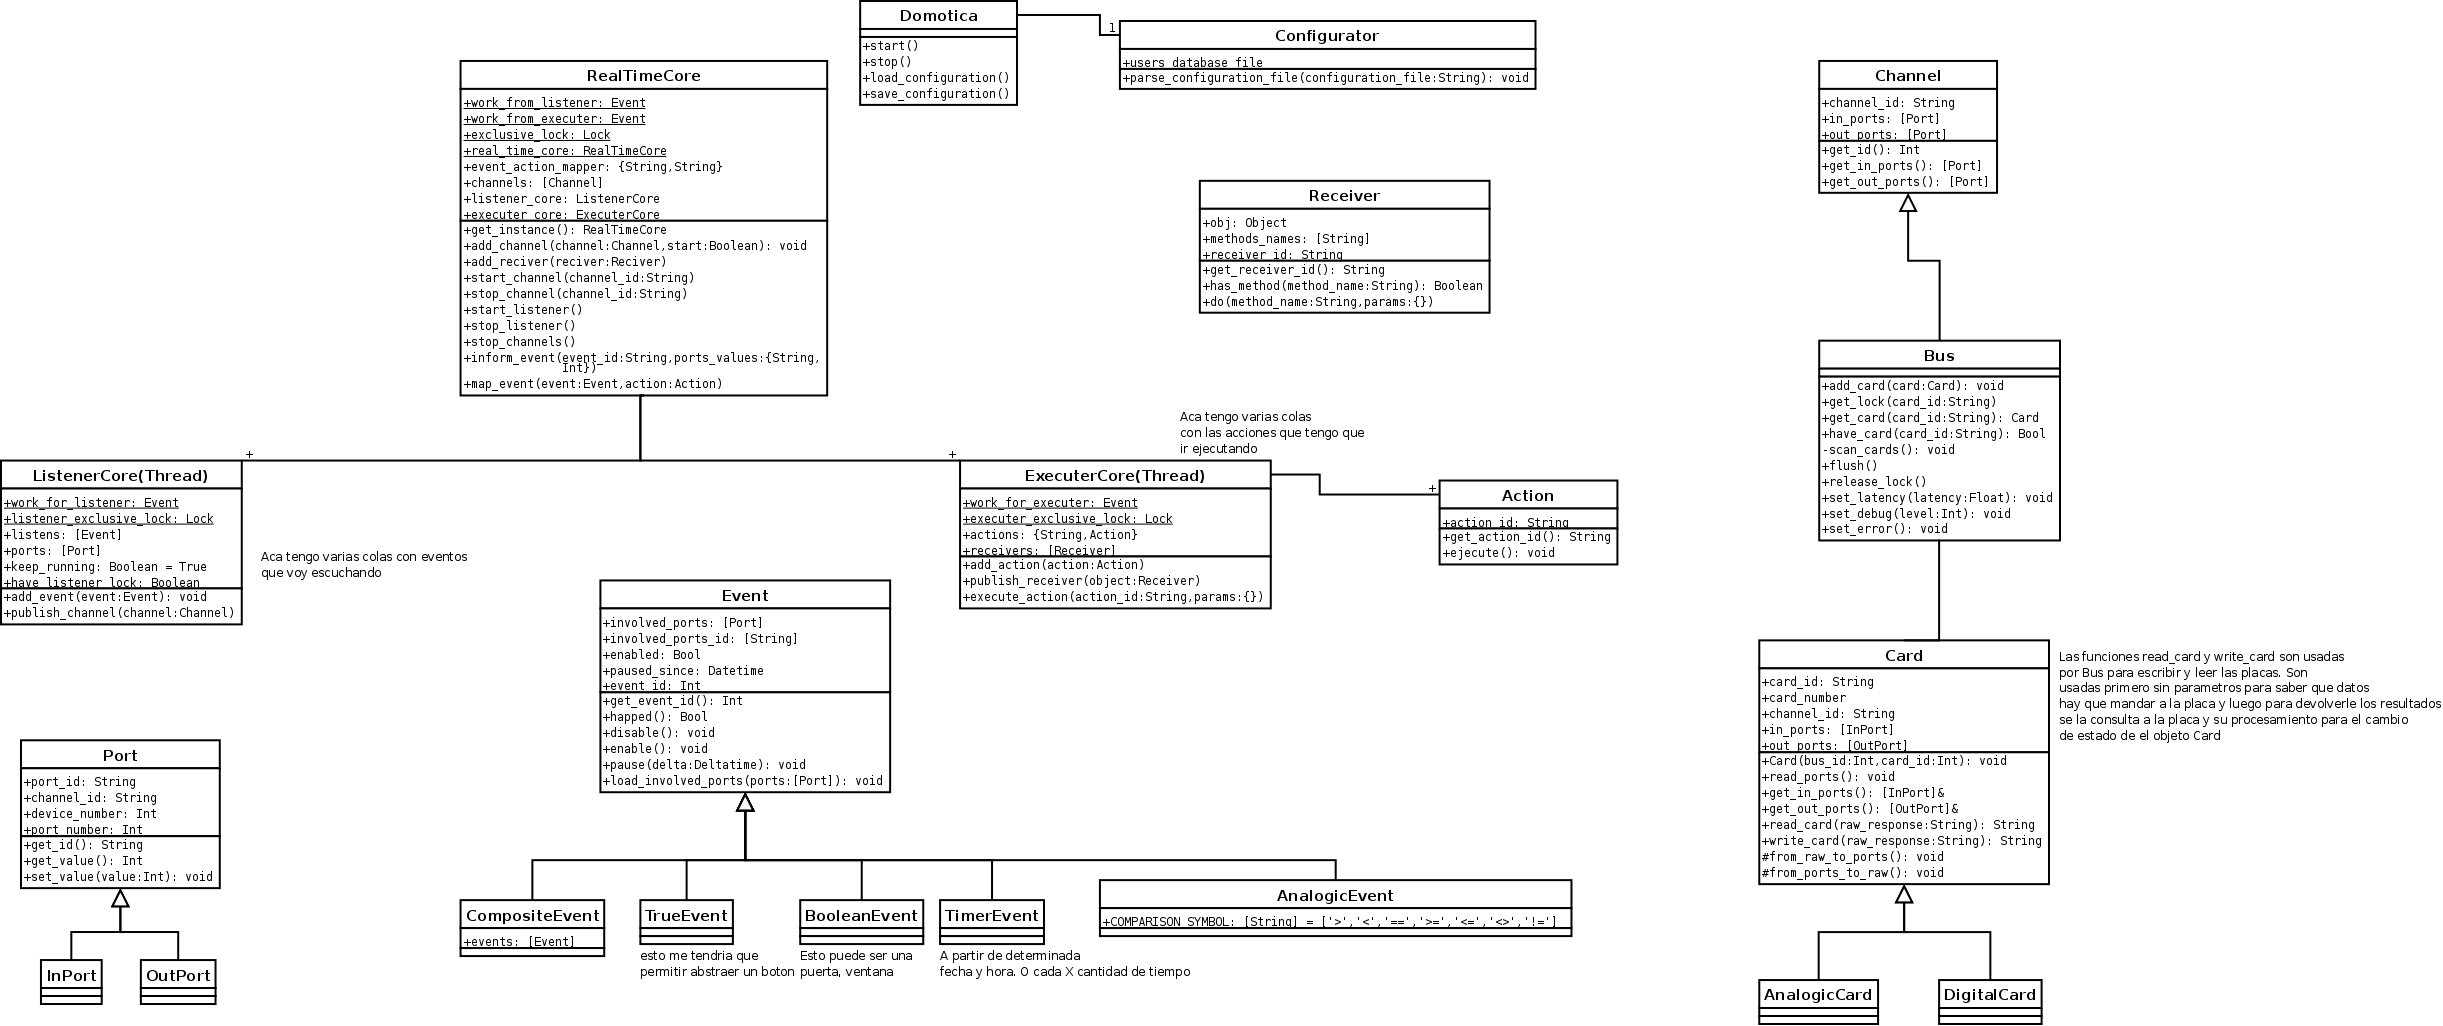 Domotica
+start()
+stop()
+load_configuration()
+save_configuration()
1
Configurator
+users_database_file
+parse_configuration_file(configuration_file:String): void
RealTimeCore
+work_from_listener: Event
+work_from_executer: Event
+exclusive_lock: Lock
+real_time_core: RealTimeCore
+event_action_mapper: {String,String}
+channels: [Channel]
+listener_core: ListenerCore
+executer_core: ExecuterCore
+get_instance(): RealTimeCore
+add_channel(channel:Channel,start:Boolean): void
+add_reciver(reciver:Reciver)
+start_channel(channel_id:String)
+stop_channel(channel_id:String)
+start_listener()
+stop_listener()
+stop_channels()
+inform_event(event_id:String,ports_values:{String,
Int})
+map_event(event:Event,action:Action)
Channel
+channel_id: String
+in_ports: [Port]
+out_ports: [Port]
+get_id(): Int
+get_in_ports(): [Port]
+get_out_ports(): [Port]
Receiver
+obj: Object
+methods_names: [String]
+receiver_id: String
+get_receiver_id(): String
+has_method(method_name:String): Boolean
+do(method_name:String,params:{})
Bus
+add_card(card:Card): void
+get_lock(card_id:String)
+get_card(card_id:String): Card
+have_card(card_id:String): Bool
-scan_cards(): void
+flush()
+release_lock()
+set_latency(latency:Float): void
+set_debug(level:Int): void
+set_error(): void
Aca tengo varias colas
con las acciones que tengo que
ir ejecutando
+
+
ListenerCore(Thread)
+work_for_listener: Event
+listener_exclusive_lock: Lock
+listens: [Event]
+ports: [Port]
+keep_running: Boolean = True
+have_listener_lock: Boolean
+add_event(event:Event): void
+publish_channel(channel:Channel)
Aca tengo varias colas con eventos
que voy escuchando
ExecuterCore(Thread)
+work_for_executer: Event
+executer_exclusive_lock: Lock
+actions: {String,Action}
+receivers: [Receiver]
+add_action(action:Action)
+publish_receiver(object:Receiver)
+execute_action(action_id:String,params:{})
+
Action
+action_id: String
+get_action_id(): String
+ejecute(): void
Event
+involved_ports: [Port]
+involved_ports_id: [String]
+enabled: Bool
+paused_since: Datetime
+event_id: Int
+get_event_id(): Int
+happed(): Bool
+disable(): void
+enable(): void
+pause(delta:Deltatime): void
+load_involved_ports(ports:[Port]): void
Card
+card_id: String
+card_number
+channel_id: String
+in_ports: [InPort]
+out_ports: [OutPort]
+Card(bus_id:Int,card_id:Int): void
+read_ports(): void
+get_in_ports(): [InPort]&
+get_out_ports(): [OutPort]&
+read_card(raw_response:String): String
+write_card(raw_response:String): String
#from_raw_to_ports(): void
#from_ports_to_raw(): void
Las funciones read_card y write_card son usadas
por Bus para escribir y leer las placas. Son
usadas primero sin parametros para saber que datos
hay que mandar a la placa y luego para devolverle los resultados
se la consulta a la placa y su procesamiento para el cambio
de estado de el objeto Card
Port
+port_id: String
+channel_id: String
+device_number: Int
+port_number: Int
+get_id(): String
+get_value(): Int
+set_value(value:Int): void
InPort
OutPort
CompositeEvent
+events: [Event]
TrueEvent
esto me tendria que
permitir abstraer un boton
BooleanEvent
Esto puede ser una
puerta, ventana
TimerEvent
A partir de determinada
fecha y hora. O cada X cantidad de tiempo
AnalogicEvent
+COMPARISON_SYMBOL: [String] = ['>','<','==','>=','<=','<>','!=']
AnalogicCard
DigitalCard